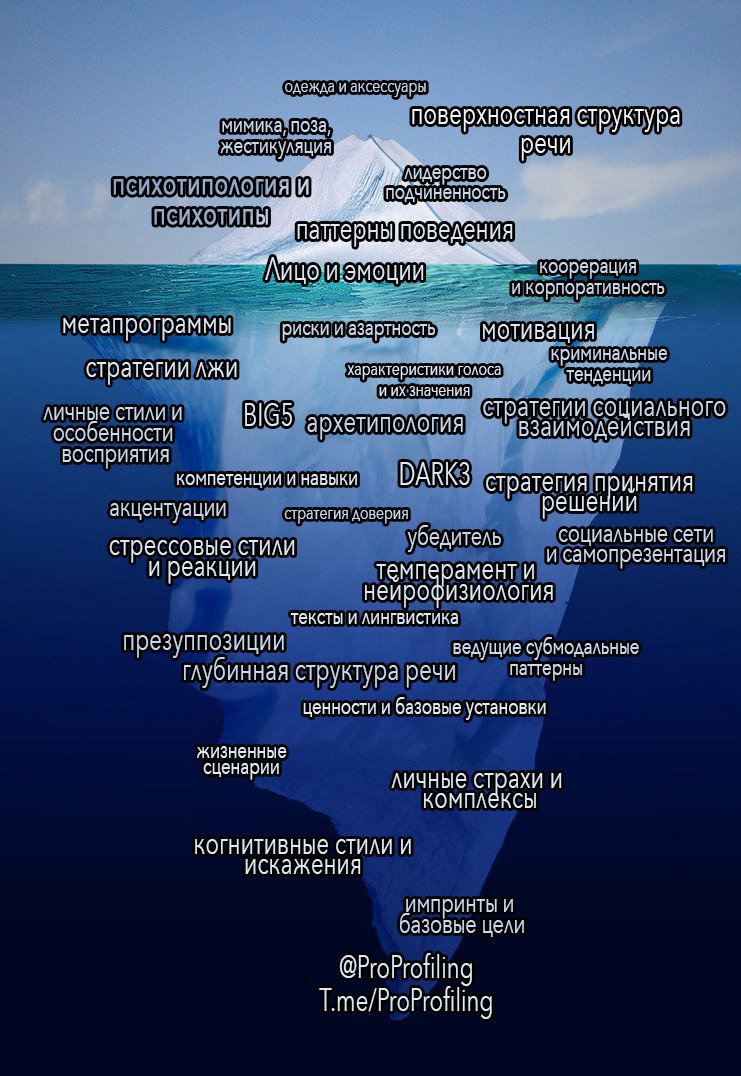 одежда и аксессуары
поверхностная структура
речи
мимика, поза,
жестикуляция
лидерство
подчиненность
психотипология и
психотипы
паттерны поведения
Лицо и эмоции
коорерация
и корпоративность
метапрограммы
риски и азартность
мотивация
криминальные
тенденции
стратегии лжи
характеристики голоса
и их значения
личные стили и
особенности
восприятия
BIG5
архетипология
стратегии социального
взаимодействия
компетенции и навыки
DARK3
стратегия принятия
решений
акцентуации
стратегия доверия
стрессовые стили
и реакции
убедитель
социальные сети
и самопрезентация
темперамент и
нейрофизиология
тексты и лингвистика
презуппозиции
ведущие субмодальные
паттерны
глубинная структура речи
ценности и базовые установки
жизненные
сценарии
личные страхи и
комплексы
когнитивные стили и
искажения
импринты и
базовые цели
@ProProfiling
T.me/ProProfiling